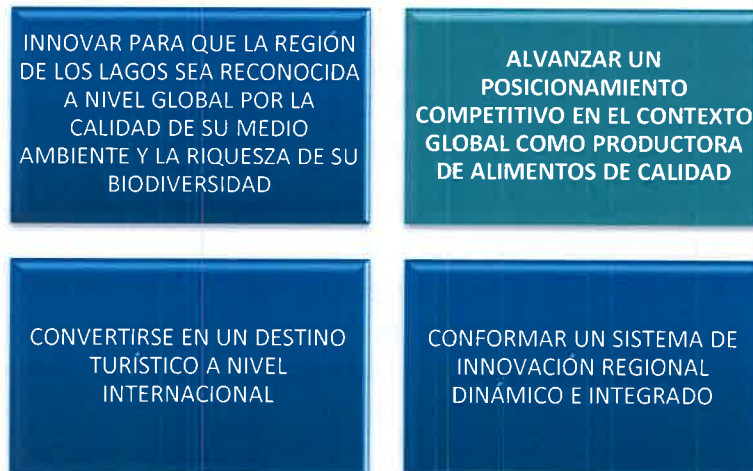 INNOVAR PARA QUE LA REGIÓN
DE LOS LAGOS SEA RECONOCIDA
A NIVEL GLOBAL POR LA
CALIDAD DE SU MEDIO
AMBIENTE Y LA RIQUESZA DE SU
BIODIVERSIDAD
ALVANZAR UN
POSICIONAMIENTO
COMPETITIVO EN EL CONTEXTO
GLOBAL COMO PRODUCTORA
DE ALIMENTOS DE CALIDAD
CONVERTIRSE EN UN DESTINO
TURÍSTICO A NIVEL
INTERNACIONAL
CONFORMAR UN SISTEMA DE
INNOVACIÓN REGIONAL
DINÁMICO E INTEGRADO